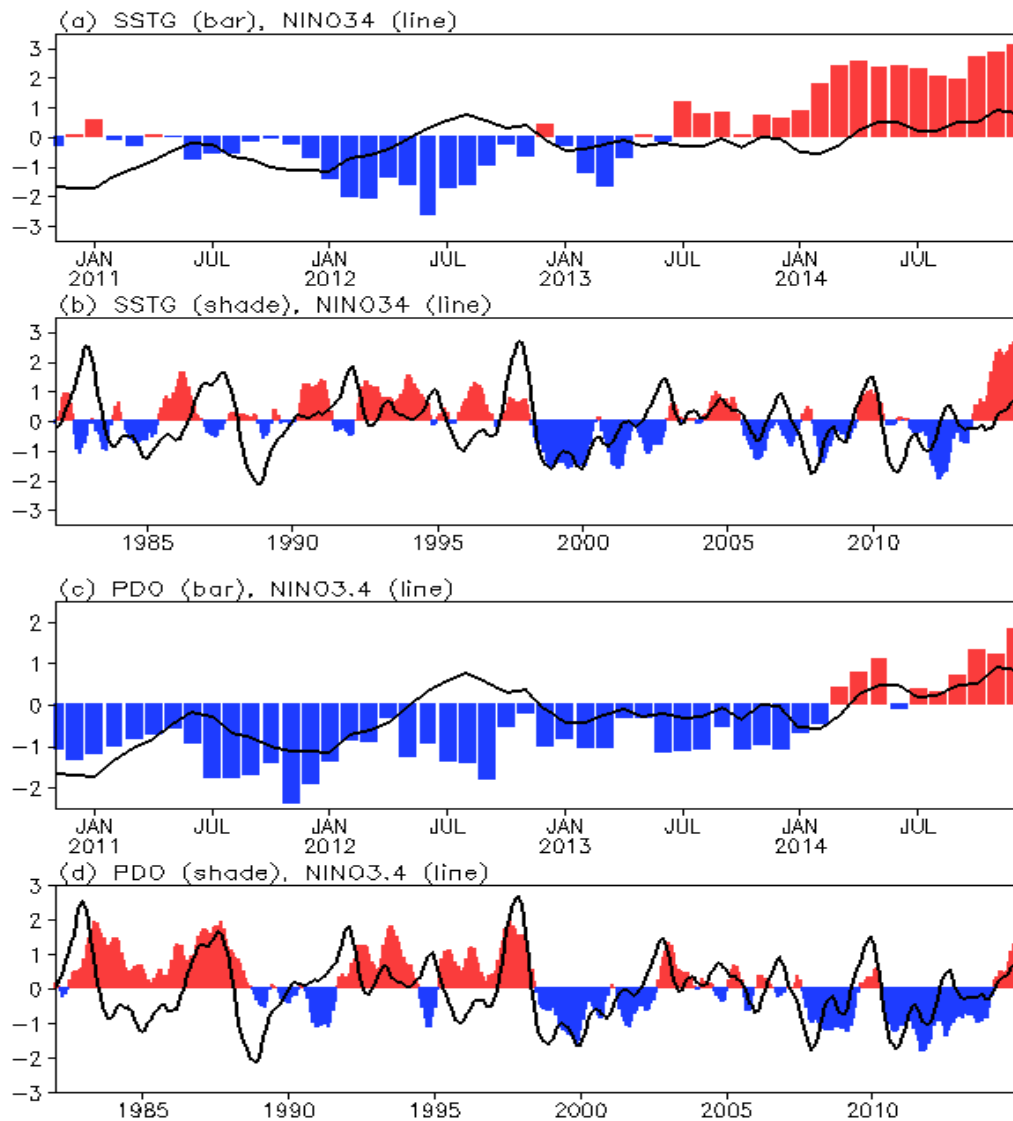 (a) SSTG (bar), NINO34 (line)
3
2
1
0
-1
-2
-3
JAN JUL JAN JUL JAN JUL JAN JUL
2011 2012 2013 2014
(b) SSTG (shade), NINO34 (line)
3
2
1
0
-1
-2
-3
1985 1990 1995 2000 2005 2010
(c) PDO (bar), NINO3.4 (line)
2
1
0
-1
-2
JAN JUL JAN JUL JAN JUL JAN JUL
2011 2012 2013 2014
(d) PDO (shade), NINO3.4 (line)
3
2
1
0
-1
-2
-3
1985 1990 1995 2000 2005 2010